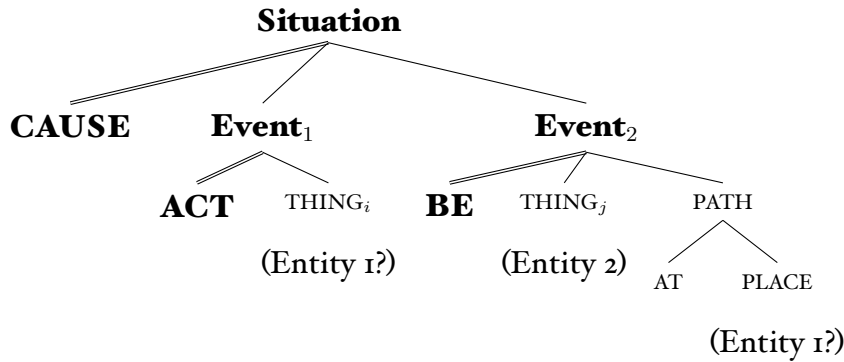 Situation
CAUSE Event₁ Event₂
ACT THINGᵢ BE THINGⱼ PATH
(Entity 1?) (Entity 2) AT PLACE
(Entity 1?)